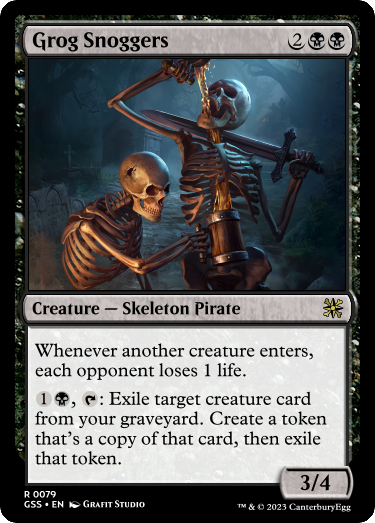 Grog Snoggers 2
Creature — Skeleton Pirate
Whenever another creature enters,
each opponent loses 1 life.
1, : Exile target creature card
from your graveyard. Create a token
that's a copy of that card, then exile
that token.
3/4
R 0079
GSS • EN Grafit Studio
™ & © 2023 CanterburyEgg